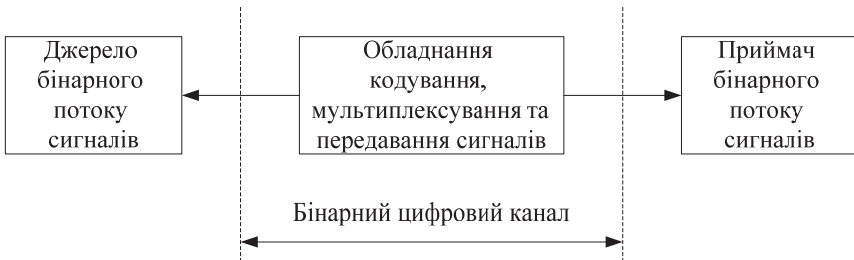 Джерело
бінарного
потоку
сигналів
Обладнання
кодування,
мультиплексування та
передавання сигналів
Приймач
бінарного
потоку
сигналів
Бінарний цифровий канал